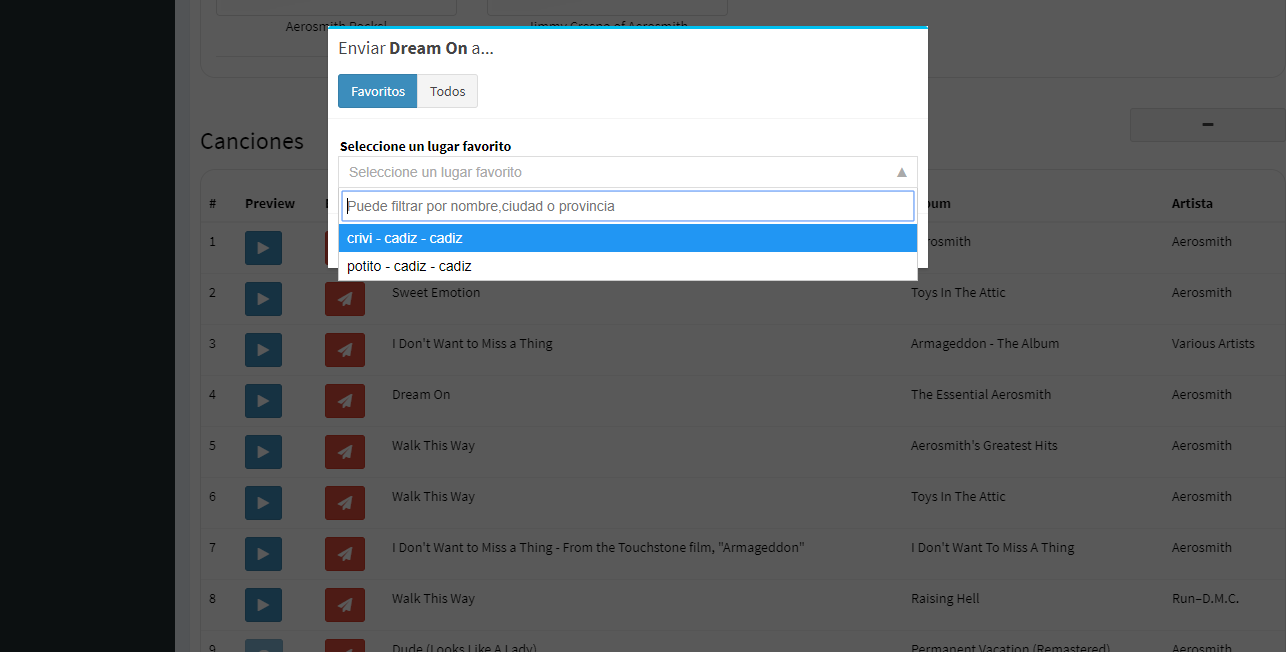 Aerosmith Rocks!
Jimmy Crespo of Aerosmith
Enviar Dream On a...
Favoritos Todos
Canciones
Seleccione un lugar favorito
Seleccione un lugar favorito
Puede filtrar por nombre,ciudad o provincia
crivi - cadiz - cadiz
potito - cadiz - cadiz
# Preview Artista
1 Aerosmith
2 Sweet Emotion Toys In The Attic Aerosmith
3 I Don't Want to Miss a Thing Armageddon - The Album Various Artists
4 Dream On The Essential Aerosmith Aerosmith
5 Walk This Way Aerosmith's Greatest Hits Aerosmith
6 Walk This Way Toys In The Attic Aerosmith
7 I Don't Want to Miss a Thing - From the Touchstone film, "Armageddon" I Don't Want To Miss A Thing Aerosmith
8 Walk This Way Raising Hell Run–D.M.C.
9 Dude (Looks Like A Lady) Permanent Vacation (Remastered) Aerosmith